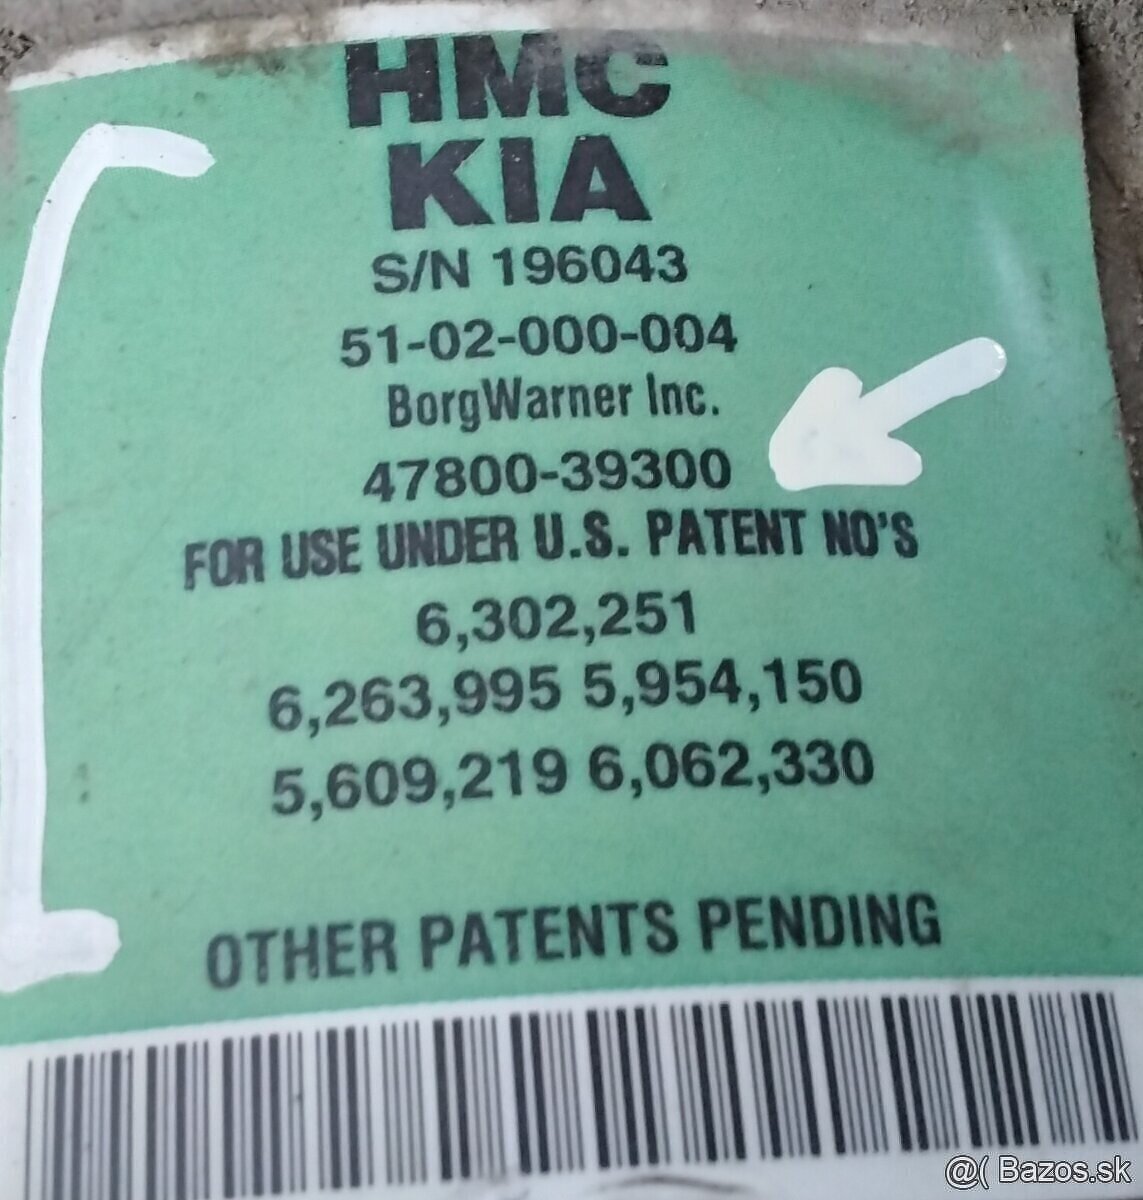 HMC
KIA
S/N 196043
51-02-000-004
BorgWarner Inc.
47800-39300
FOR USE UNDER U.S. PATENT NO'S
6,302,251
6,263,995 5,954,150
5,609,219 6,062,330
OTHER PATENTS PENDING
@( Bazos.sk